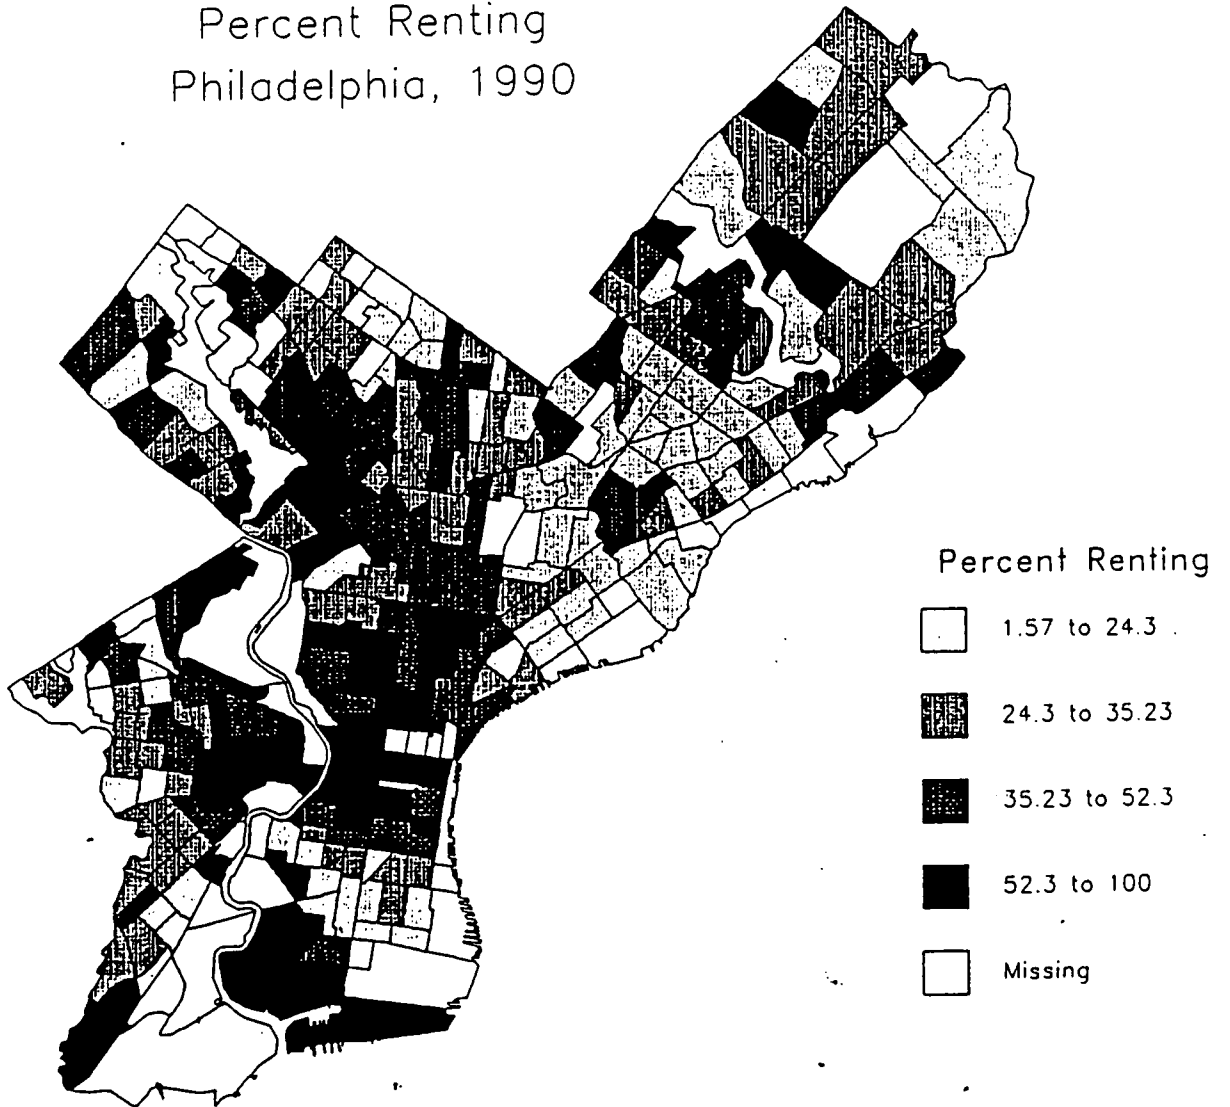 Percent Renting
Philadelphia, 1990
Percent Renting
1.57 to 24.3
24.3 to 35.23
35.23 to 52.3
52.3 to 100
Missing